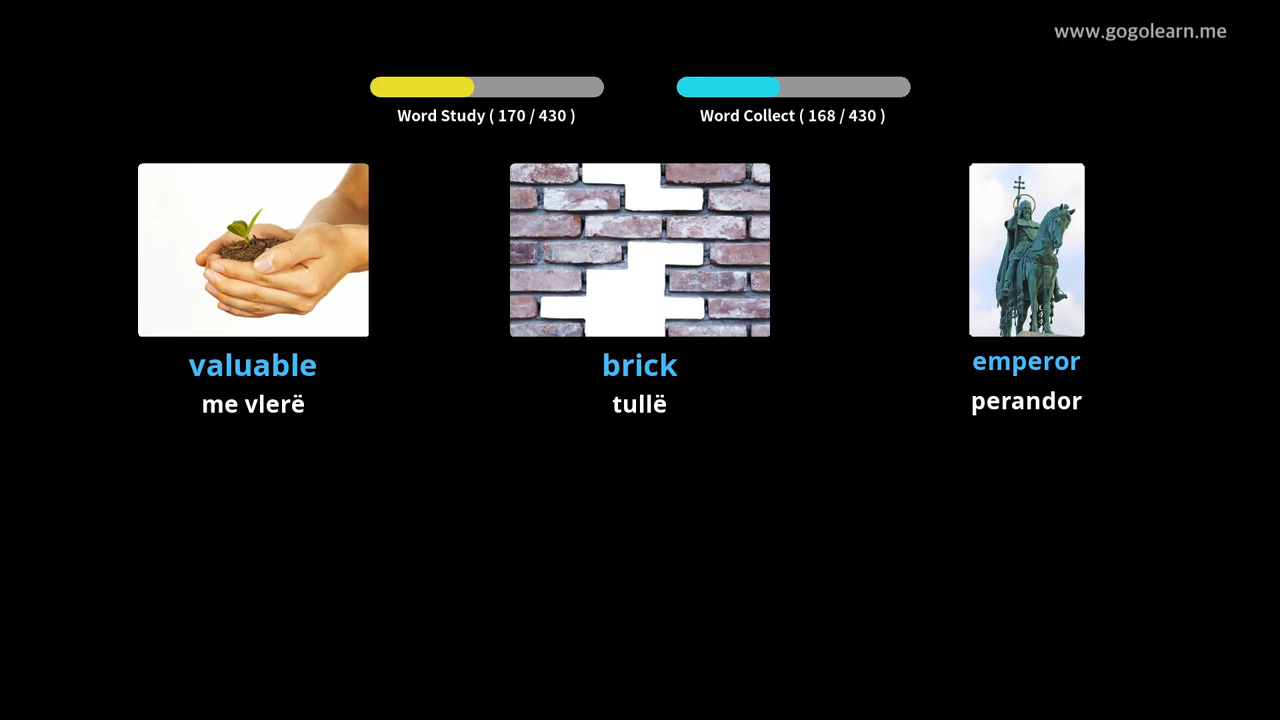 www.gogolearn.me
Word Study ( 170 / 430 )
Word Collect ( 168 / 430 )
valuable
me vlerë
brick
tullë
emperor
perandor